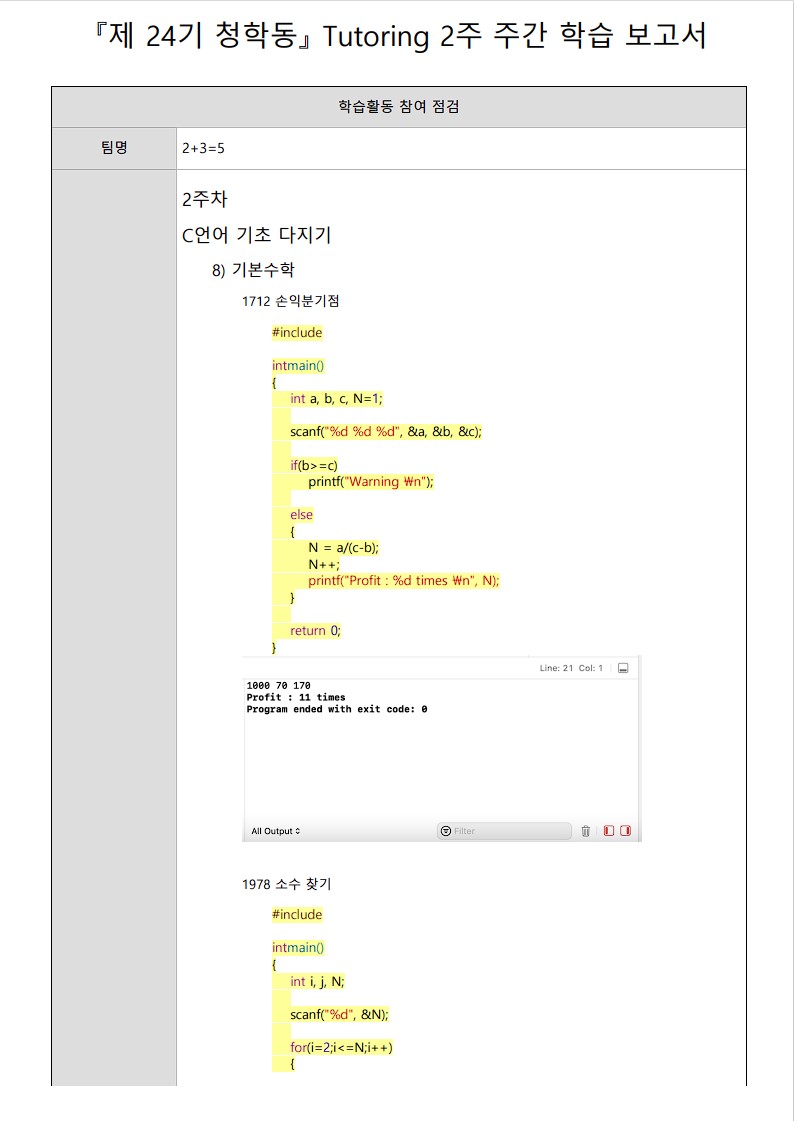 『제 24기 청학동』 Tutoring 2주 주간 학습 보고서
학습활동 참여 점검
팀명
2+3=5
2주차
C언어 기초 다지기
8) 기본수학
1712 손익분기점
#include
intmain()
{
int a, b, c, N=1;
scanf("%d %d %d", &a, &b, &c);
if(b>=c)
printf("Warning ₩n");
else
{
N = a/(c-b);
N++;
printf("Profit : %d times ₩n", N);
}
return 0;
}
Line: 21 Col: 1
1000 70 170
Profit : 11 times
Program ended with exit code: 0
All Output
Filter
1978 소수 찾기
#include
intmain()
{
int i, j, N;
scanf("%d", &N);
for(i=2;i<=N;i++)
{